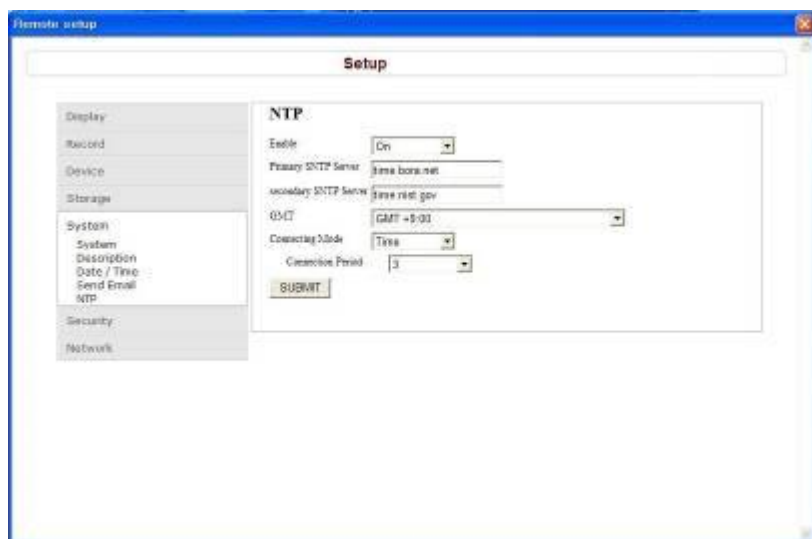 Remote setup
Setup
Display
Record
Device
Storage
System
System
Description
Date / Time
Send Email
NTP
Security
Network
NTP
Enable On
Primary SNTP Server time.bora.net
secondary SNTP Server time.nist.gov
GMT GMT +9:00
Connecting Mode Time
Connection Period 3
SUBMIT